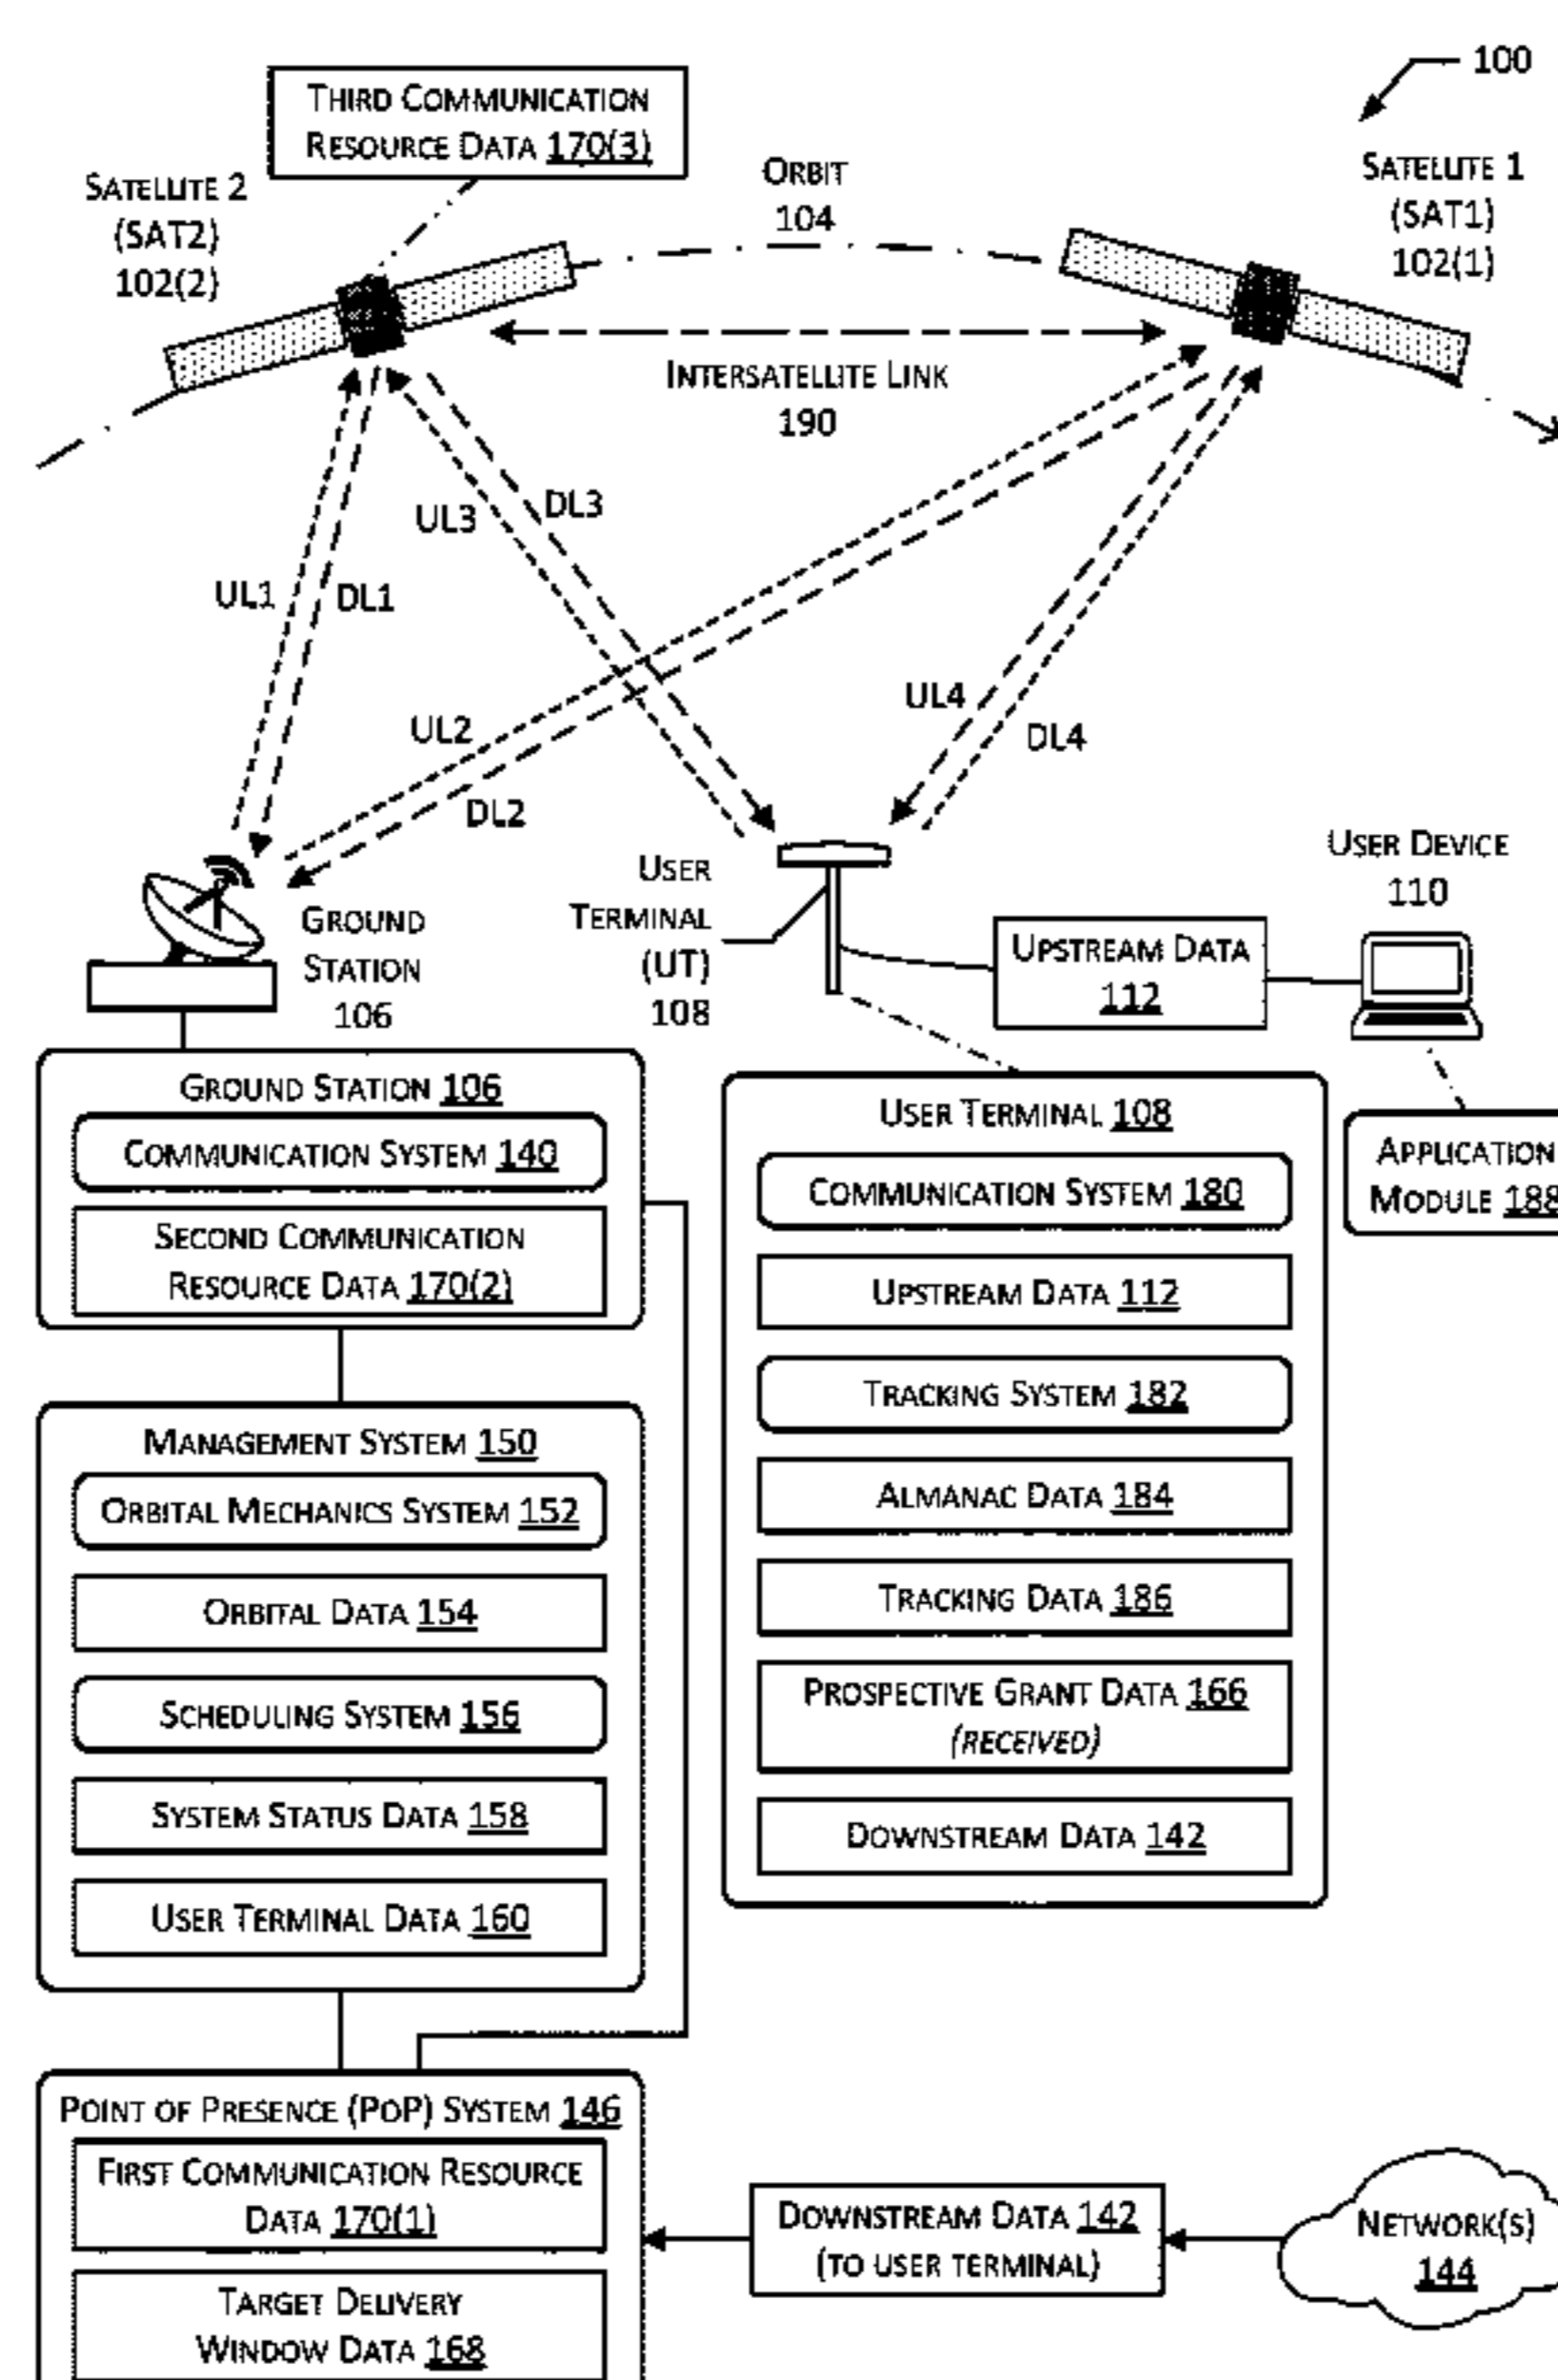 100
THIRD COMMUNICATION
RESOURCE DATA 170(3)
ORBIT
104
SATELLITE 1
(SAT1)
102(1)
SATELLITE 2
(SAT2)
102(2)
INTERSATELLITE LINK
190
UL3
DL3
UL1
DL1
UL4
UL2
DL4
DL2
USER DEVICE
110
USER
TERMINAL
(UT)
108
GROUND
STATION
106
UPSTREAM DATA
112
GROUND STATION 106
COMMUNICATION SYSTEM 140
SECOND COMMUNICATION
RESOURCE DATA 170(2)
USER TERMINAL 108
COMMUNICATION SYSTEM 180
UPSTREAM DATA 112
TRACKING SYSTEM 182
ALMANAC DATA 184
TRACKING DATA 186
PROSPECTIVE GRANT DATA 166
(RECEIVED)
DOWNSTREAM DATA 142
APPLICATION
MODULE 188
MANAGEMENT SYSTEM 150
ORBITAL MECHANICS SYSTEM 152
ORBITAL DATA 154
SCHEDULING SYSTEM 156
SYSTEM STATUS DATA 158
USER TERMINAL DATA 160
POINT OF PRESENCE (POP) SYSTEM 146
FIRST COMMUNICATION RESOURCE
DATA 170(1)
TARGET DELIVERY
WINDOW DATA 168
DOWNSTREAM DATA 142
(TO USER TERMINAL)
NETWORK(S)
144